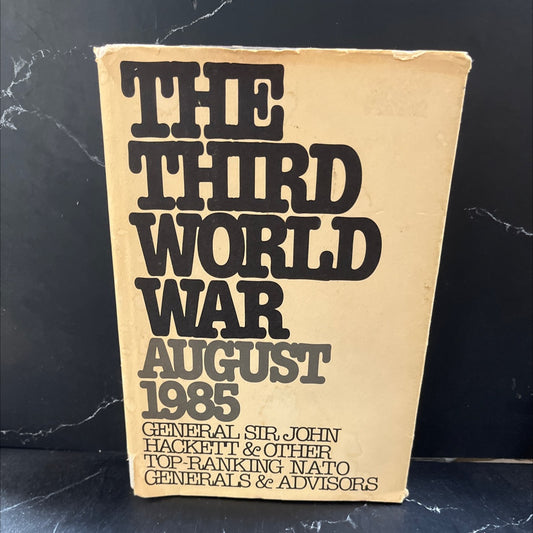 THE
THIRD
WORLD
WAR
AUGUST
1985
GENERAL SIR JOHN
HACKETT & OTHER
TOP-RANKING NATO
GENERALS & ADVISORS